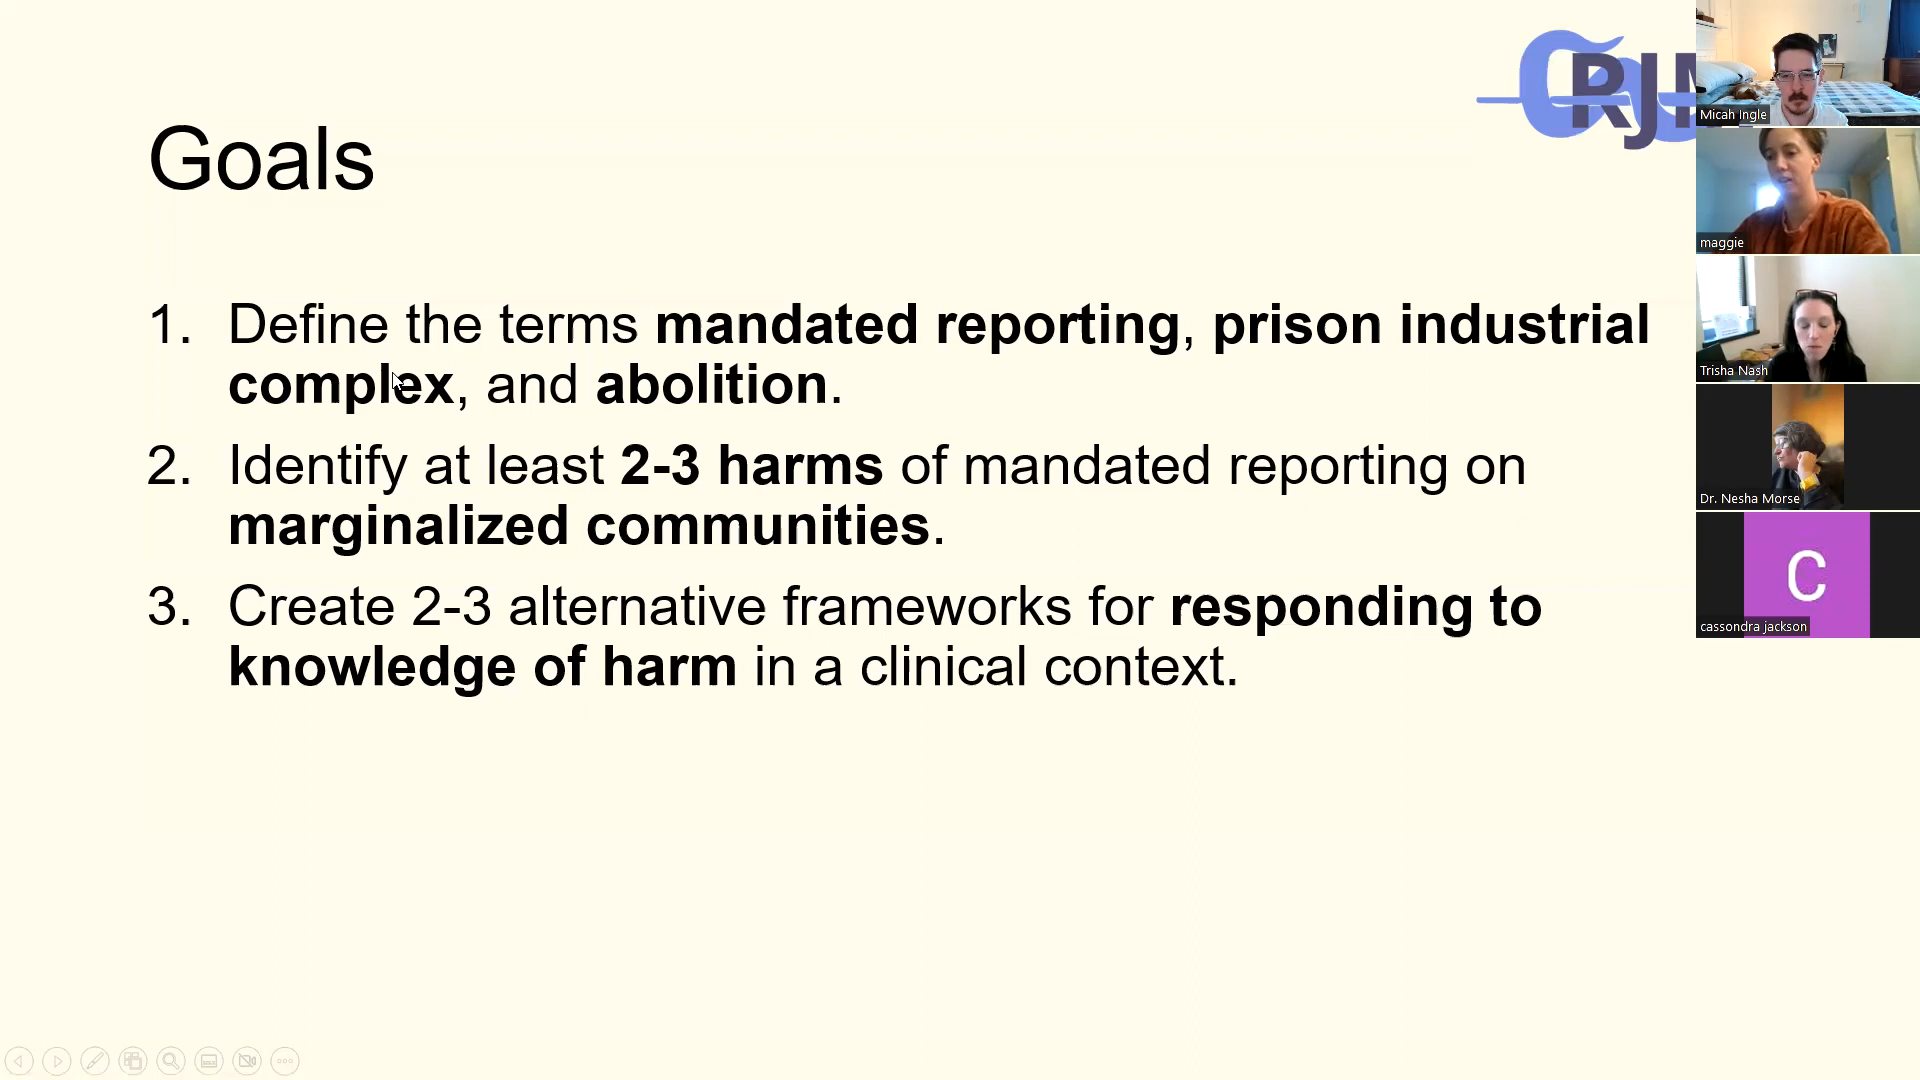 Goals
1. Define the terms mandated reporting, prison industrial
complex, and abolition.
2. Identify at least 2-3 harms of mandated reporting on
marginalized communities.
3. Create 2-3 alternative frameworks for responding to
knowledge of harm in a clinical context.
Micah Ingle
maggie
Trisha Nash
Dr. Nesha Morse
C
cassondra jackson